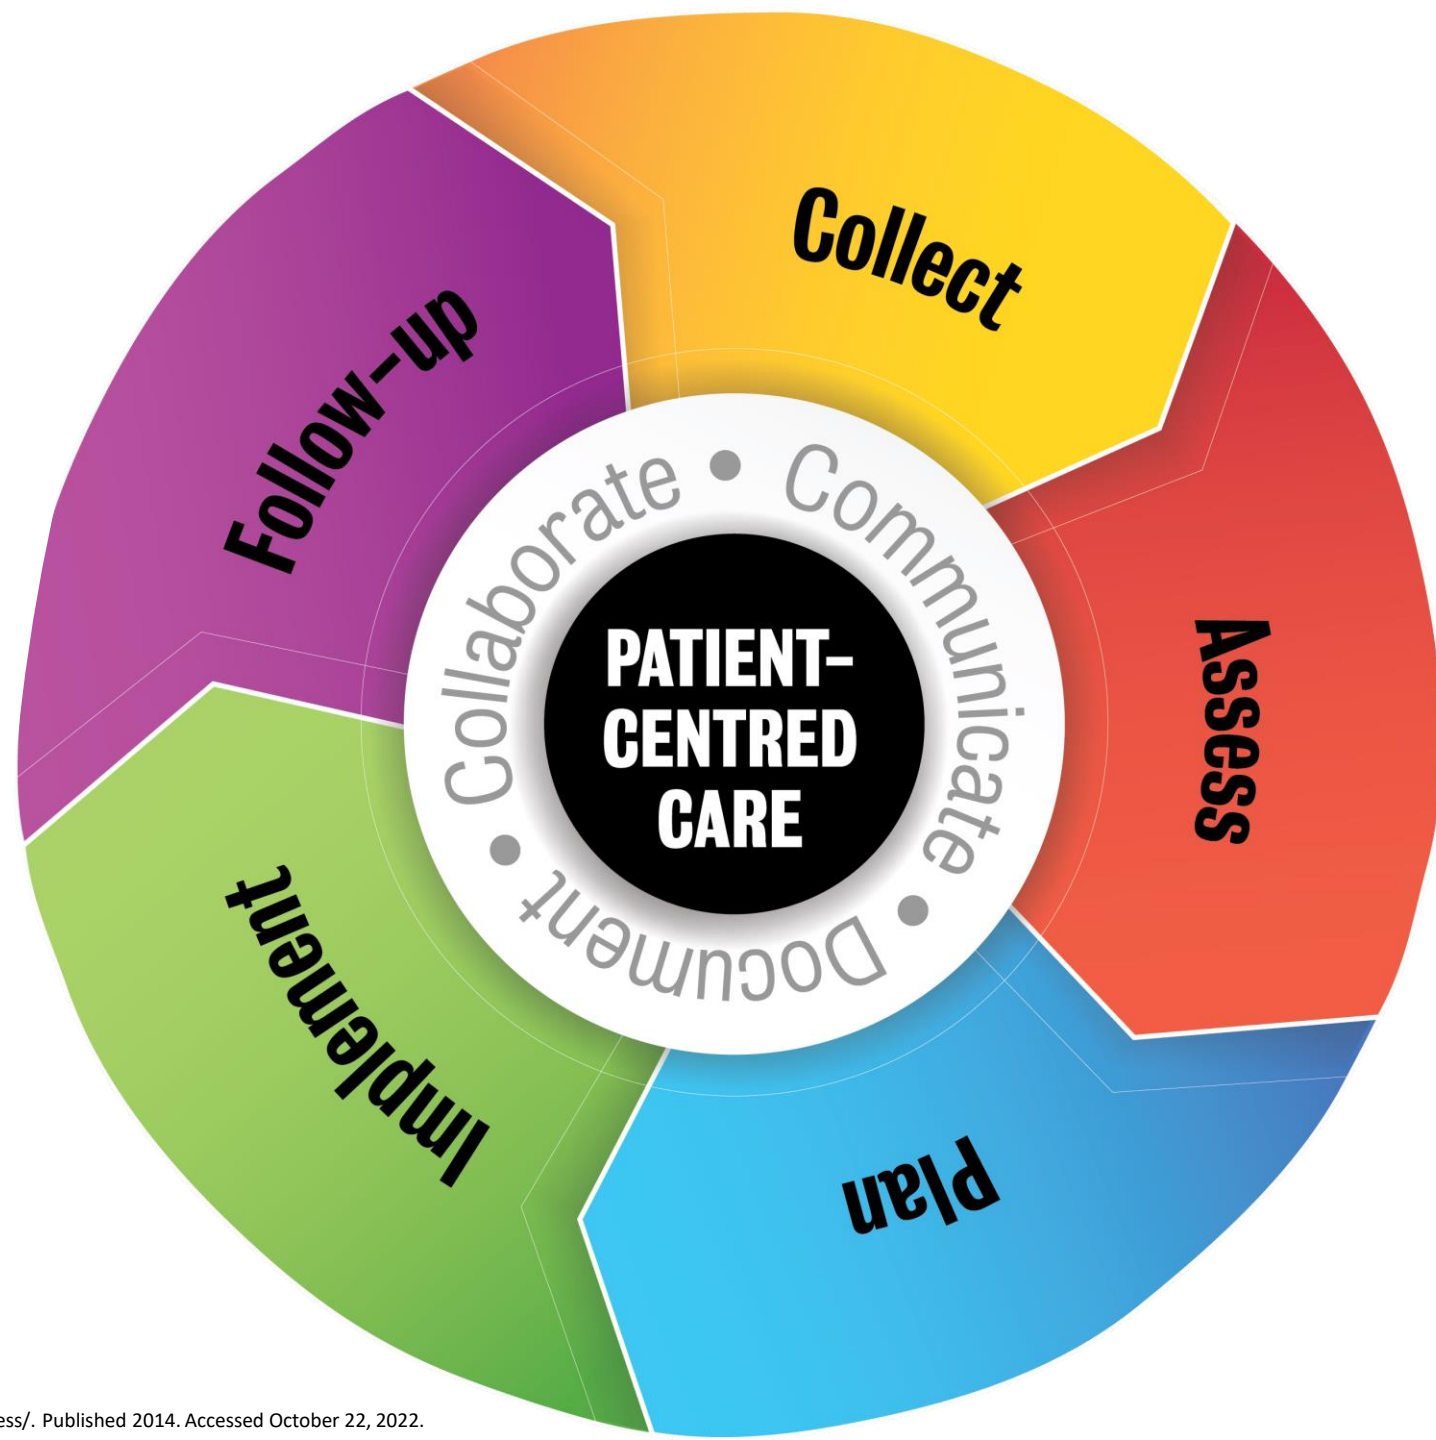 Collect
Assess
Plan
Implement
Follow-up
Collaborate • Communicate • Document •
PATIENT-
CENTRED
CARE
ess/. Published 2014. Accessed October 22, 2022.